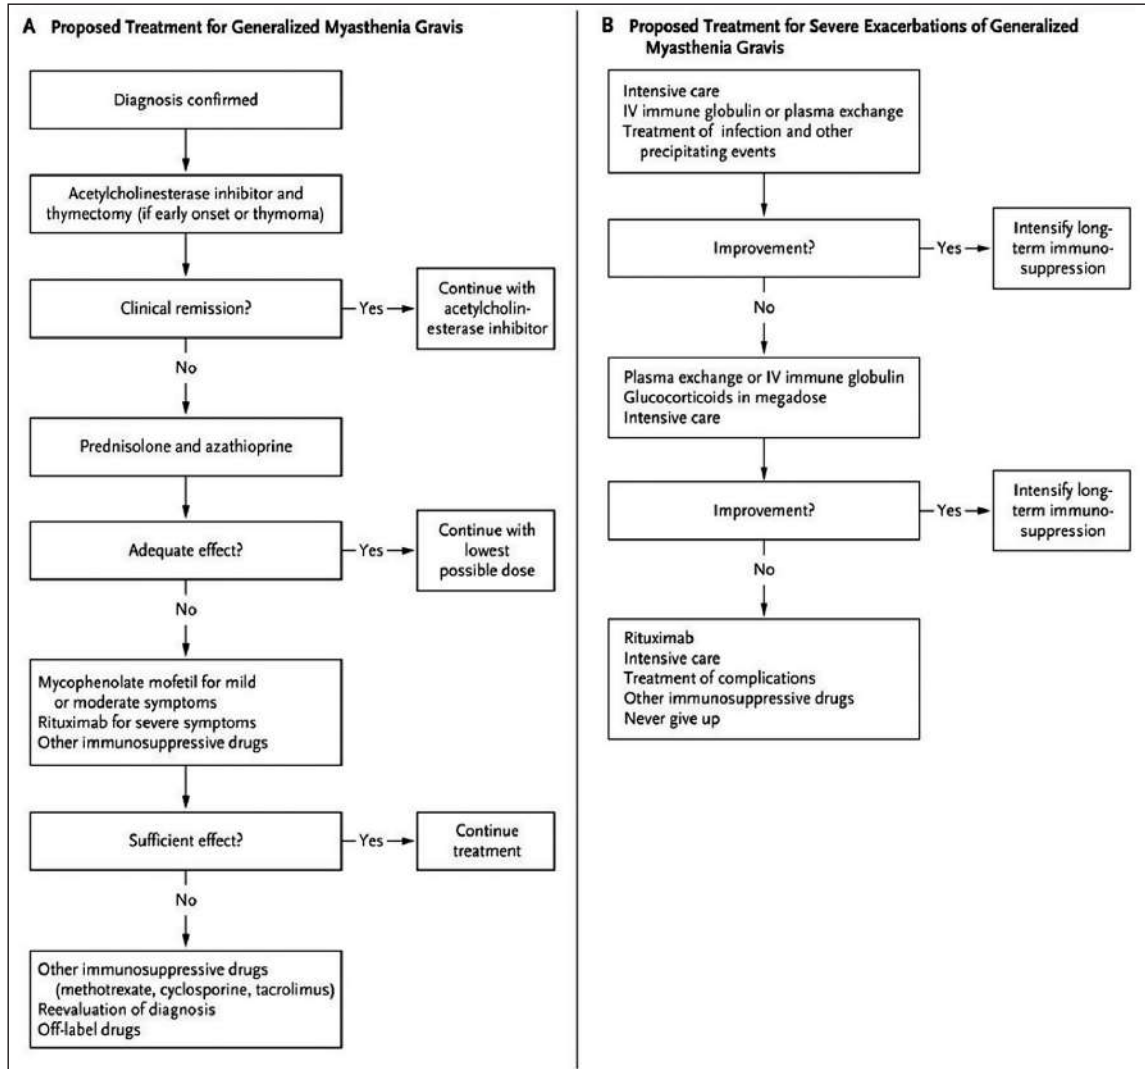 A Proposed Treatment for Generalized Myasthenia Gravis
Diagnosis confirmed
Acetylcholinesterase inhibitor and
thymectomy (if early onset or thymoma)
Clinical remission?
Yes
Continue with
acetylcholin-
esterase inhibitor
No
Prednisolone and azathioprine
Adequate effect?
Yes
Continue with
lowest
possible dose
No
Mycophenolate mofetil for mild
or moderate symptoms
Rituximab for severe symptoms
Other immunosuppressive drugs
Sufficient effect?
Yes
Continue
treatment
No
Other immunosuppressive drugs
(methotrexate, cyclosporine, tacrolimus)
Reevaluation of diagnosis
Off-label drugs
B Proposed Treatment for Severe Exacerbations of Generalized
Myasthenia Gravis
Intensive care
IV immune globulin or plasma exchange
Treatment of infection and other
precipitating events
Improvement?
Yes
Intensify long-
term immuno-
suppression
No
Plasma exchange or IV immune globulin
Glucocorticoids in megadose
Intensive care
Improvement?
Yes
Intensify long-
term immuno-
suppression
No
Rituximab
Intensive care
Treatment of complications
Other immunosuppressive drugs
Never give up